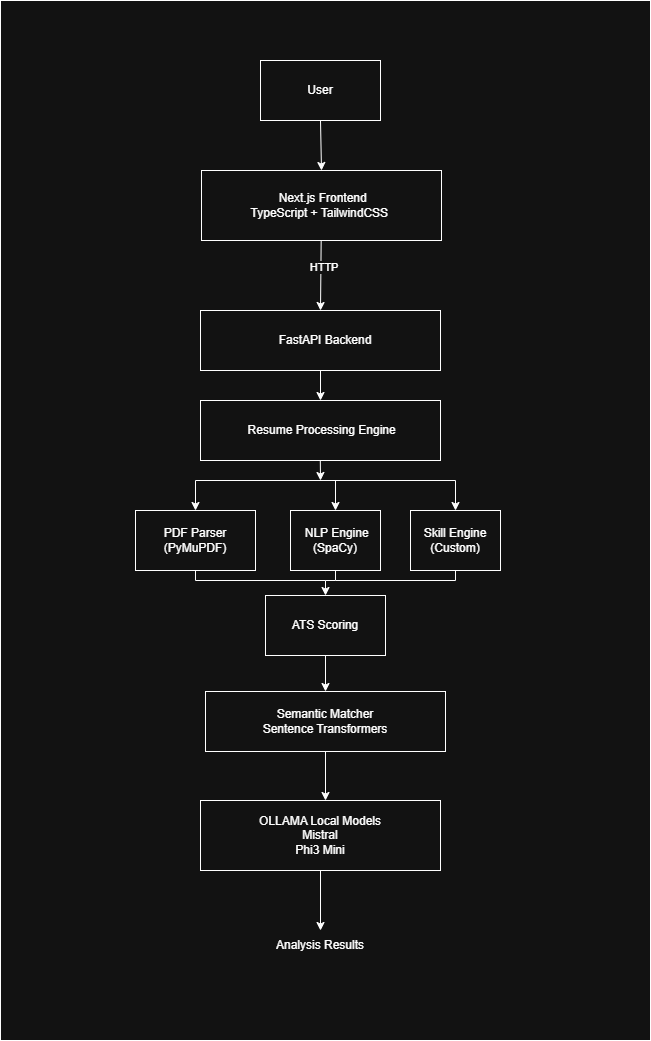 User
Next.js Frontend
TypeScript + TailwindCSS
HTTP
FastAPI Backend
Resume Processing Engine
PDF Parser
(PyMuPDF)
NLP Engine
(SpaCy)
Skill Engine
(Custom)
ATS Scoring
Semantic Matcher
Sentence Transformers
OLLAMA Local Models
Mistral
Phi3 Mini
Analysis Results